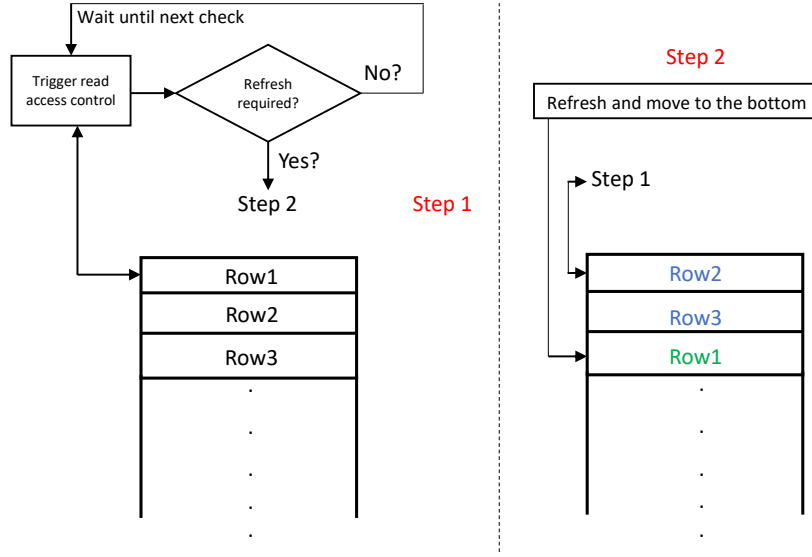 Wait until next check
Trigger read
access control
Refresh
required?
No?
Yes?
Step 2
Step 1
Row1
Row2
Row3
Step 2
Refresh and move to the bottom
Step 1
Row2
Row3
Row1